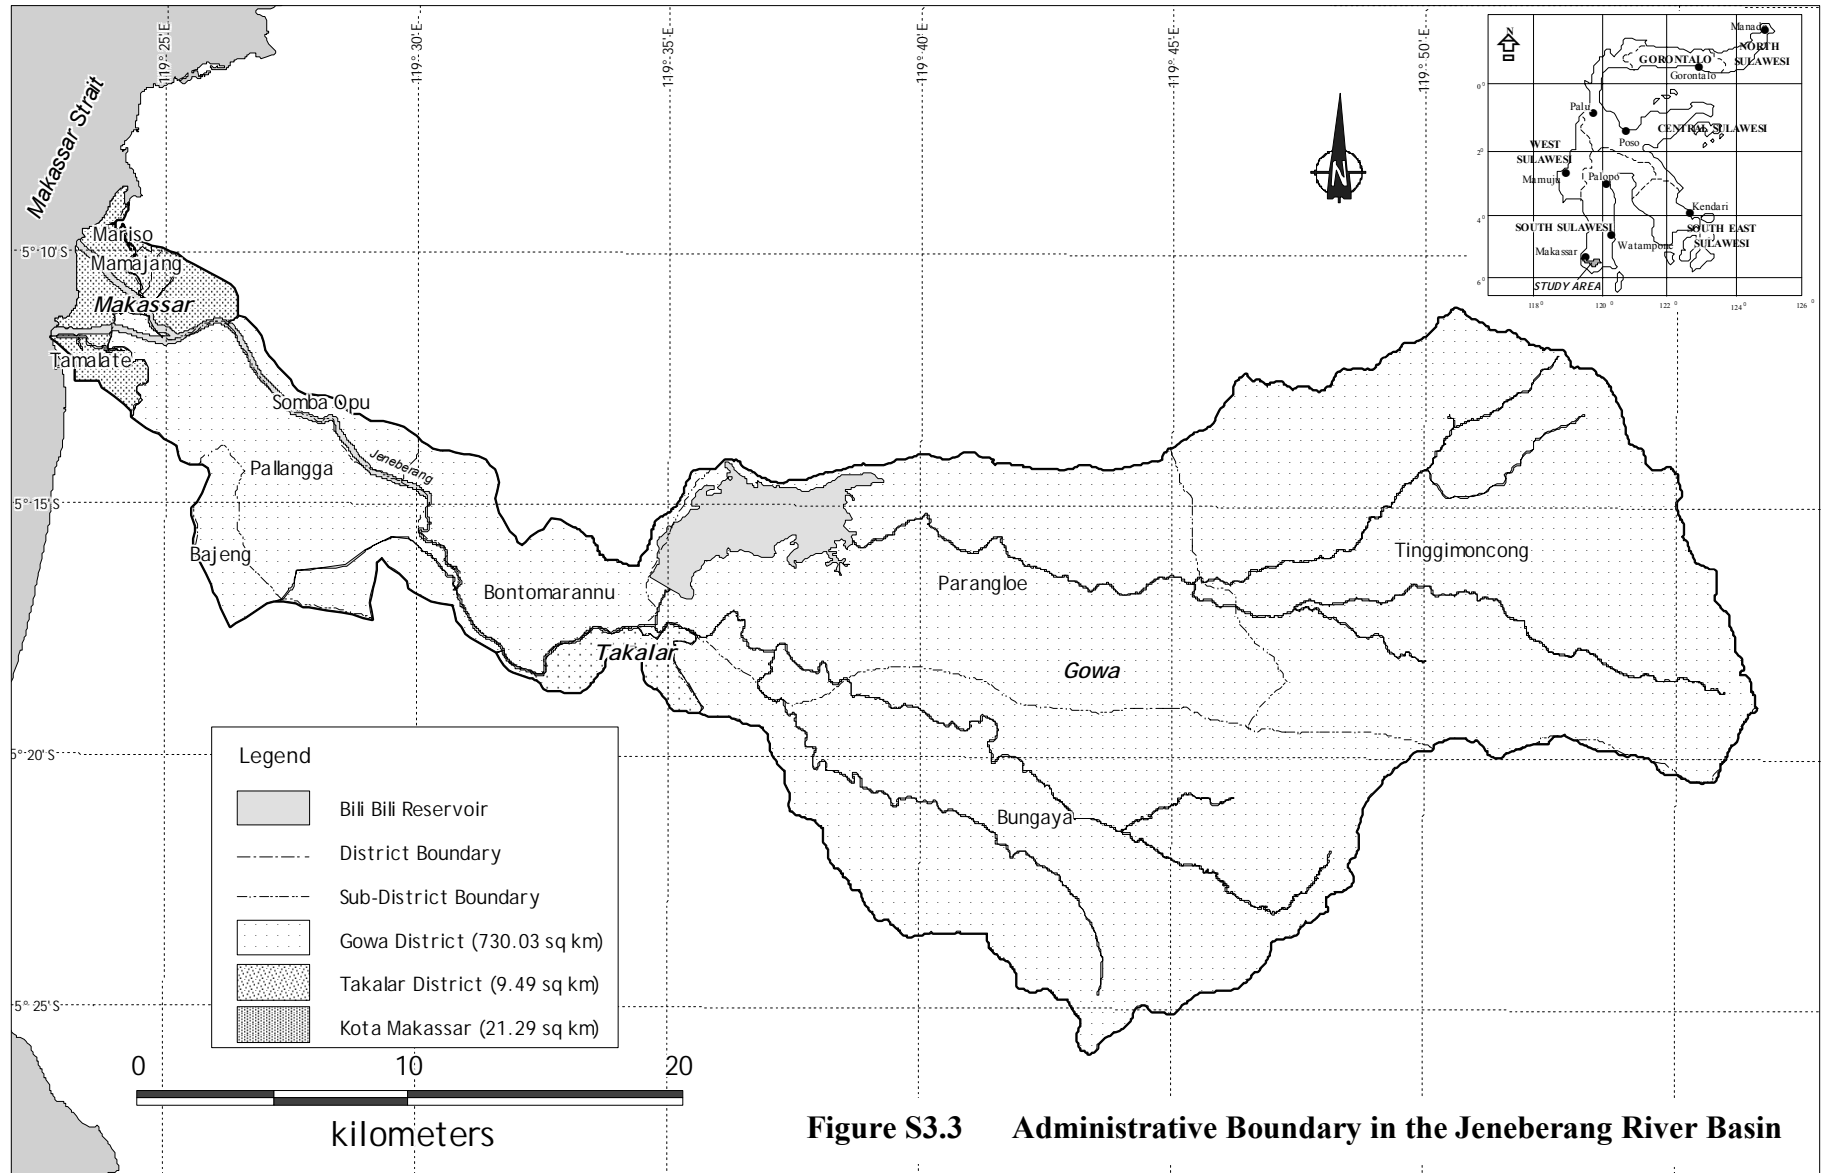 119° 25' E
119° 30' E
119° 35' E
119° 40' E
119° 45' E
119° 50' E
N
Manado
NORTH
SULAWESI
GORONTALO
Gorontalo
0°
Palu
CENTRAL SULAWESI
Poso
2°
WEST
SULAWESI
Mamuju
Palopo
4°
Kendari
SOUTH SULAWESI
SOUTH EAST
SULAWESI
Watampone
Makassar
6°
STUDY AREA
118°
120°
122°
124°
126°
N
Makassar Strait
Mariso
5° 10' S
Mamajang
Makassar
Tamalate
Somba Opu
Jeneberang
Pallangga
5° 15' S
Bajeng
Bontomarannu
Parangloe
Tinggimoncong
Takalar
Gowa
5° 20' S
Bungaya
5° 25' S
Legend
Bili Bili Reservoir
District Boundary
Sub-District Boundary
Gowa District (730.03 sq km)
Takalar District (9.49 sq km)
Kota Makassar (21.29 sq km)
0 10 20
kilometers
Figure S3.3 Administrative Boundary in the Jeneberang River Basin